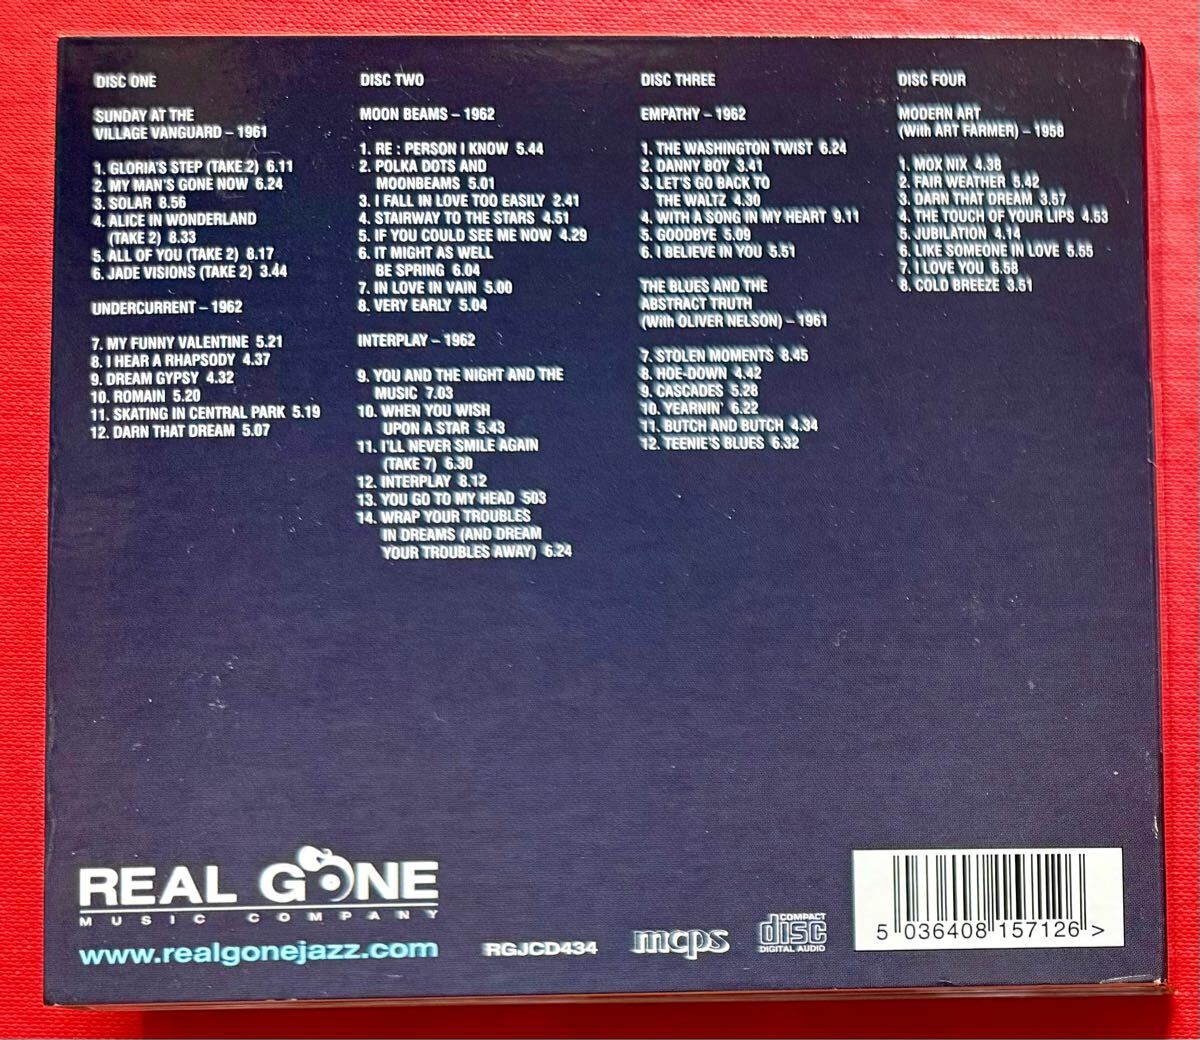 DISC ONE
SUNDAY AT THE
VILLAGE VANGUARD – 1961
1. GLORIA'S STEP (TAKE 2) 6.11
2. MY MAN'S GONE NOW 6.24
3. SOLAR 8.56
4. ALICE IN WONDERLAND
(TAKE 2) 8.33
5. ALL OF YOU (TAKE 2) 8.17
6. JADE VISIONS (TAKE 2) 3.44
UNDERCURRENT – 1962
7. MY FUNNY VALENTINE 5.21
8. I HEAR A RHAPSODY 4.37
9. DREAM GYPSY 4.32
10. ROMAIN 5.20
11. SKATING IN CENTRAL PARK 5.19
12. DARN THAT DREAM 5.07
DISC TWO
MOON BEAMS – 1962
1. RE : PERSON I KNOW 5.44
2. POLKA DOTS AND
MOONBEAMS 5.01
3. I FALL IN LOVE TOO EASILY 2.41
4. STAIRWAY TO THE STARS 4.51
5. IF YOU COULD SEE ME NOW 4.29
6. IT MIGHT AS WELL
BE SPRING 6.04
7. IN LOVE IN VAIN 5.00
8. VERY EARLY 5.04
INTERPLAY – 1962
9. YOU AND THE NIGHT AND THE
MUSIC 7.03
10. WHEN YOU WISH
UPON A STAR 5.43
11. I'LL NEVER SMILE AGAIN
(TAKE 7) 6.30
12. INTERPLAY 8.12
13. YOU GO TO MY HEAD 503
14. WRAP YOUR TROUBLES
IN DREAMS (AND DREAM
YOUR TROUBLES AWAY) 6.24
DISC THREE
EMPATHY – 1962
1. THE WASHINGTON TWIST 6.24
2. DANNY BOY 3.41
3. LET'S GO BACK TO
THE WALTZ 4.30
4. WITH A SONG IN MY HEART 9.11
5. GOODBYE 5.09
6. I BELIEVE IN YOU 5.51
THE BLUES AND THE
ABSTRACT TRUTH
(With OLIVER NELSON) – 1961
7. STOLEN MOMENTS 8.45
8. HOE-DOWN 4.42
9. CASCADES 5.28
10. YEARNIN' 6.22
11. BUTCH AND BUTCH 4.34
12. TEENIE'S BLUES 6.32
DISC FOUR
MODERN ART
(With ART FARMER) – 1958
1. MOX NIX 4.38
2. FAIR WEATHER 5.42
3. DARN THAT DREAM 3.57
4. THE TOUCH OF YOUR LIPS 4.53
5. JUBILATION 4.14
6. LIKE SOMEONE IN LOVE 5.55
7. I LOVE YOU 6.58
8. COLD BREEZE 3.51
REAL GONE
MUSIC COMPANY
www.realgonejazz.com
RGJCD434
mcps
COMPACT
disc
DIGITAL AUDIO
5 036408 157126 >